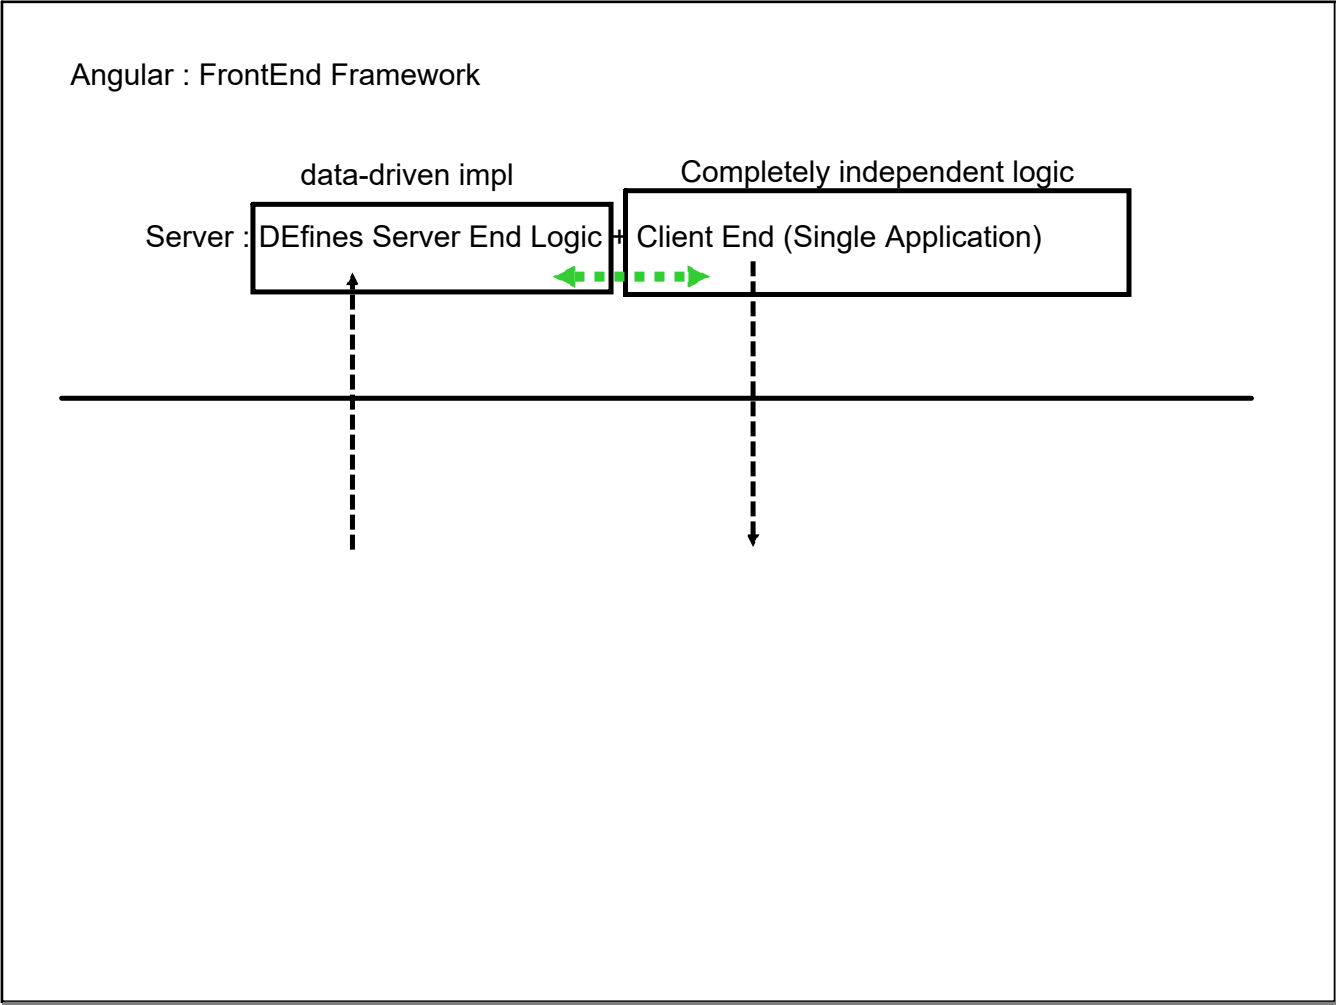 Angular : FrontEnd Framework
data-driven impl
Completely independent logic
Server : DEfines Server End Logic + Client End (Single Application)